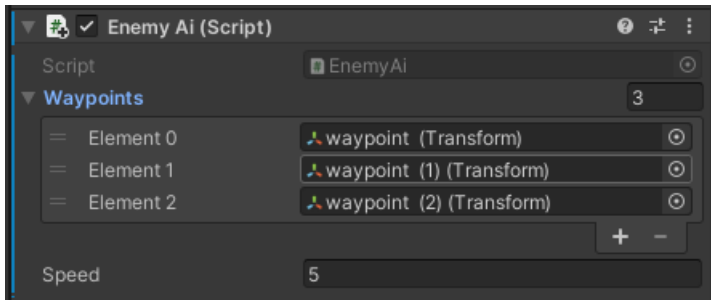 Enemy Ai (Script)
Script EnemyAi
Waypoints 3
Element 0 waypoint (Transform)
Element 1 waypoint (1) (Transform)
Element 2 waypoint (2) (Transform)
+ −
Speed 5